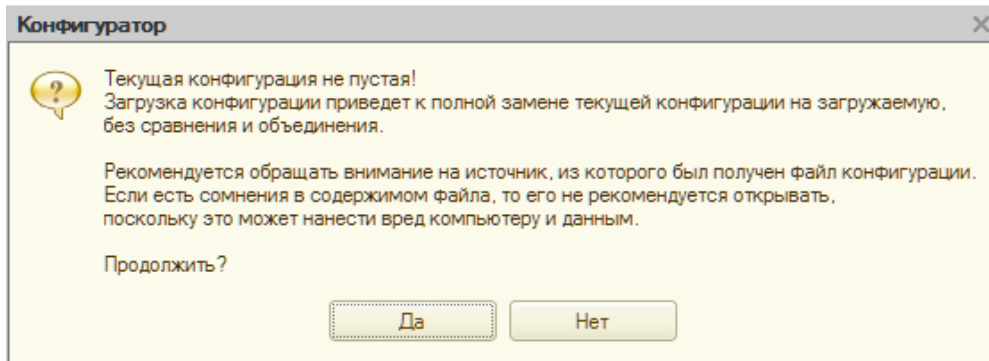 Конфигуратор
Текущая конфигурация не пустая!
Загрузка конфигурации приведет к полной замене текущей конфигурации на загружаемую,
без сравнения и объединения.
Рекомендуется обращать внимание на источник, из которого был получен файл конфигурации.
Если есть сомнения в содержимом файла, то его не рекомендуется открывать,
поскольку это может нанести вред компьютеру и данным.
Продолжить?
Да
Нет